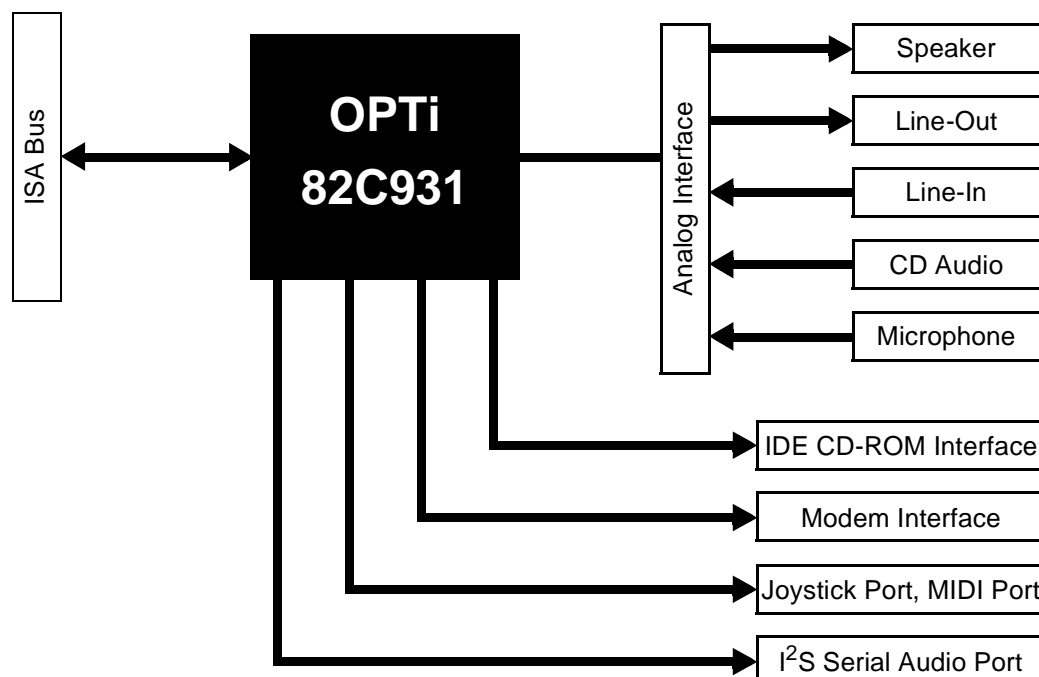 ISA Bus
OPTi
82C931
Analog Interface
Speaker
Line-Out
Line-In
CD Audio
Microphone
IDE CD-ROM Interface
Modem Interface
Joystick Port, MIDI Port
I²S Serial Audio Port